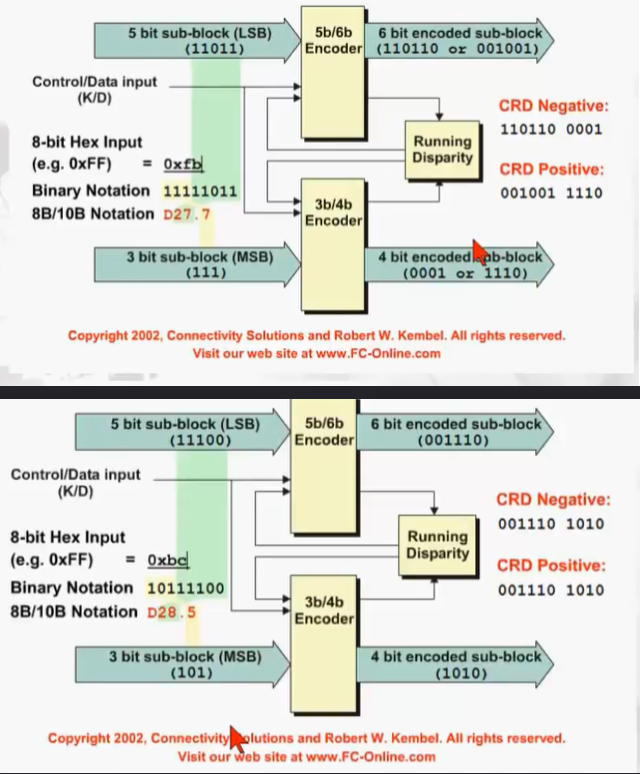 5 bit sub-block (LSB)
(11011)
5b/6b
Encoder
6 bit encoded sub-block
(110110 or 001001)
Control/Data input
(K/D)
CRD Negative:
110110 0001
8-bit Hex Input
(e.g. 0xFF) = 0xfb
Running
Disparity
CRD Positive:
001001 1110
Binary Notation 11111011
8B/10B Notation D27.7
3b/4b
Encoder
3 bit sub-block (MSB)
(111)
4 bit encoded sub-block
(0001 or 1110)
Copyright 2002, Connectivity Solutions and Robert W. Kembel. All rights reserved.
Visit our web site at www.FC-Online.com
5 bit sub-block (LSB)
(11100)
5b/6b
Encoder
6 bit encoded sub-block
(001110)
Control/Data input
(K/D)
CRD Negative:
001110 1010
8-bit Hex Input
(e.g. 0xFF) = 0xbc
Running
Disparity
CRD Positive:
001110 1010
Binary Notation 10111100
8B/10B Notation D28.5
3b/4b
Encoder
3 bit sub-block (MSB)
(101)
4 bit encoded sub-block
(1010)
Copyright 2002, Connectivity Solutions and Robert W. Kembel. All rights reserved.
Visit our web site at www.FC-Online.com